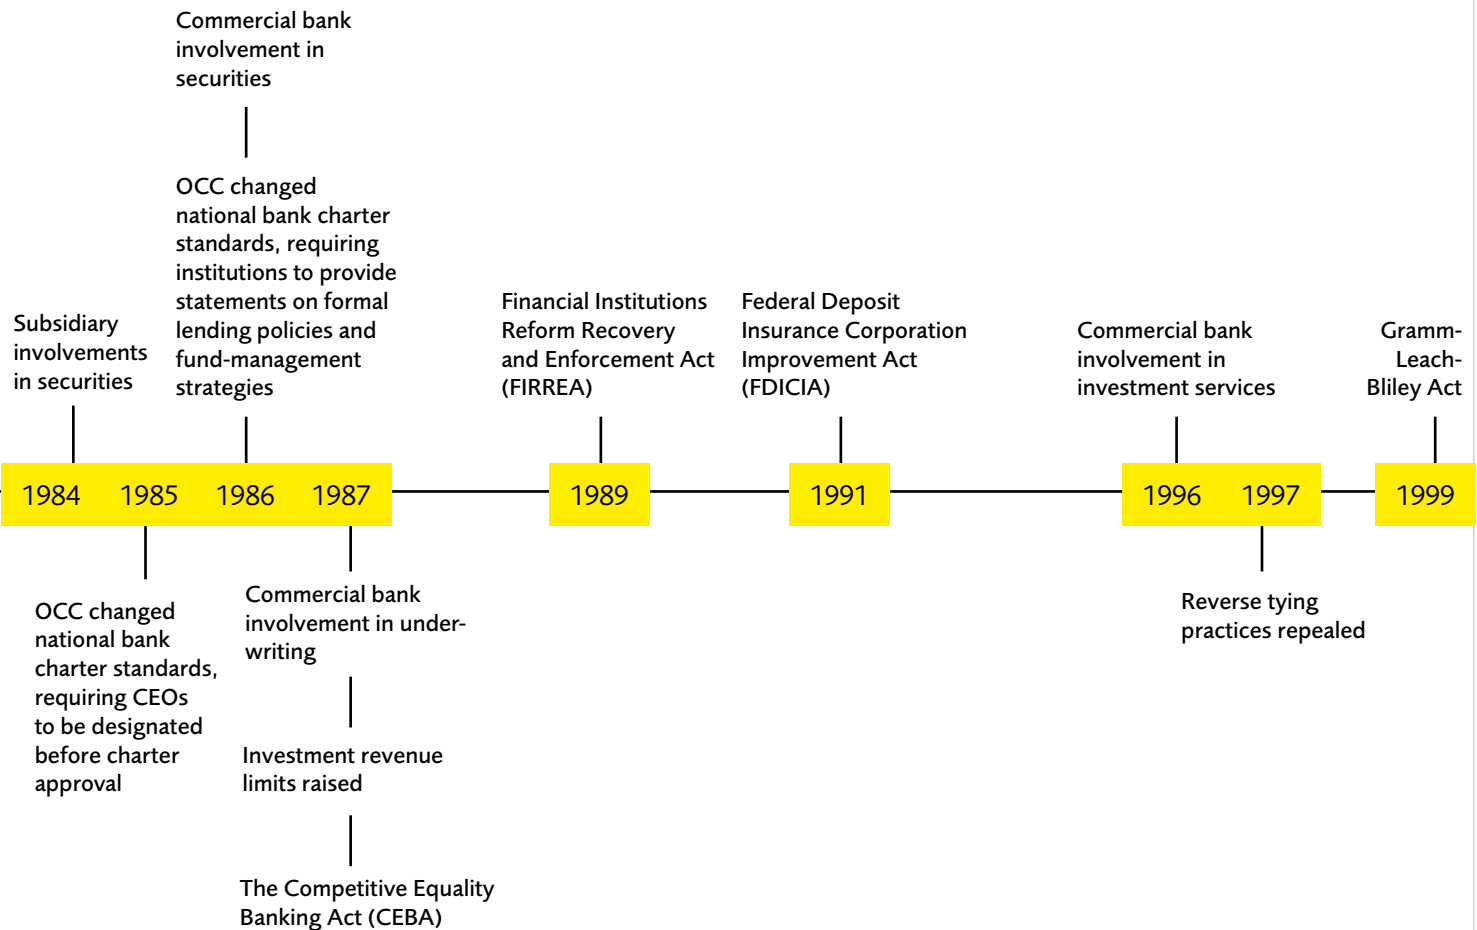 Commercial bank
involvement in
securities
OCC changed
national bank charter
standards, requiring
institutions to provide
statements on formal
lending policies and
fund-management
strategies
Subsidiary
involvements
in securities
Financial Institutions
Reform Recovery
and Enforcement Act
(FIRREA)
Federal Deposit
Insurance Corporation
Improvement Act
(FDICIA)
Commercial bank
involvement in
investment services
Gramm-
Leach-
Bliley Act
1984 1985 1986 1987 1989 1991 1996 1997 1999
OCC changed
national bank
charter standards,
requiring CEOs
to be designated
before charter
approval
Commercial bank
involvement in under-
writing
Investment revenue
limits raised
The Competitive Equality
Banking Act (CEBA)
Reverse tying
practices repealed